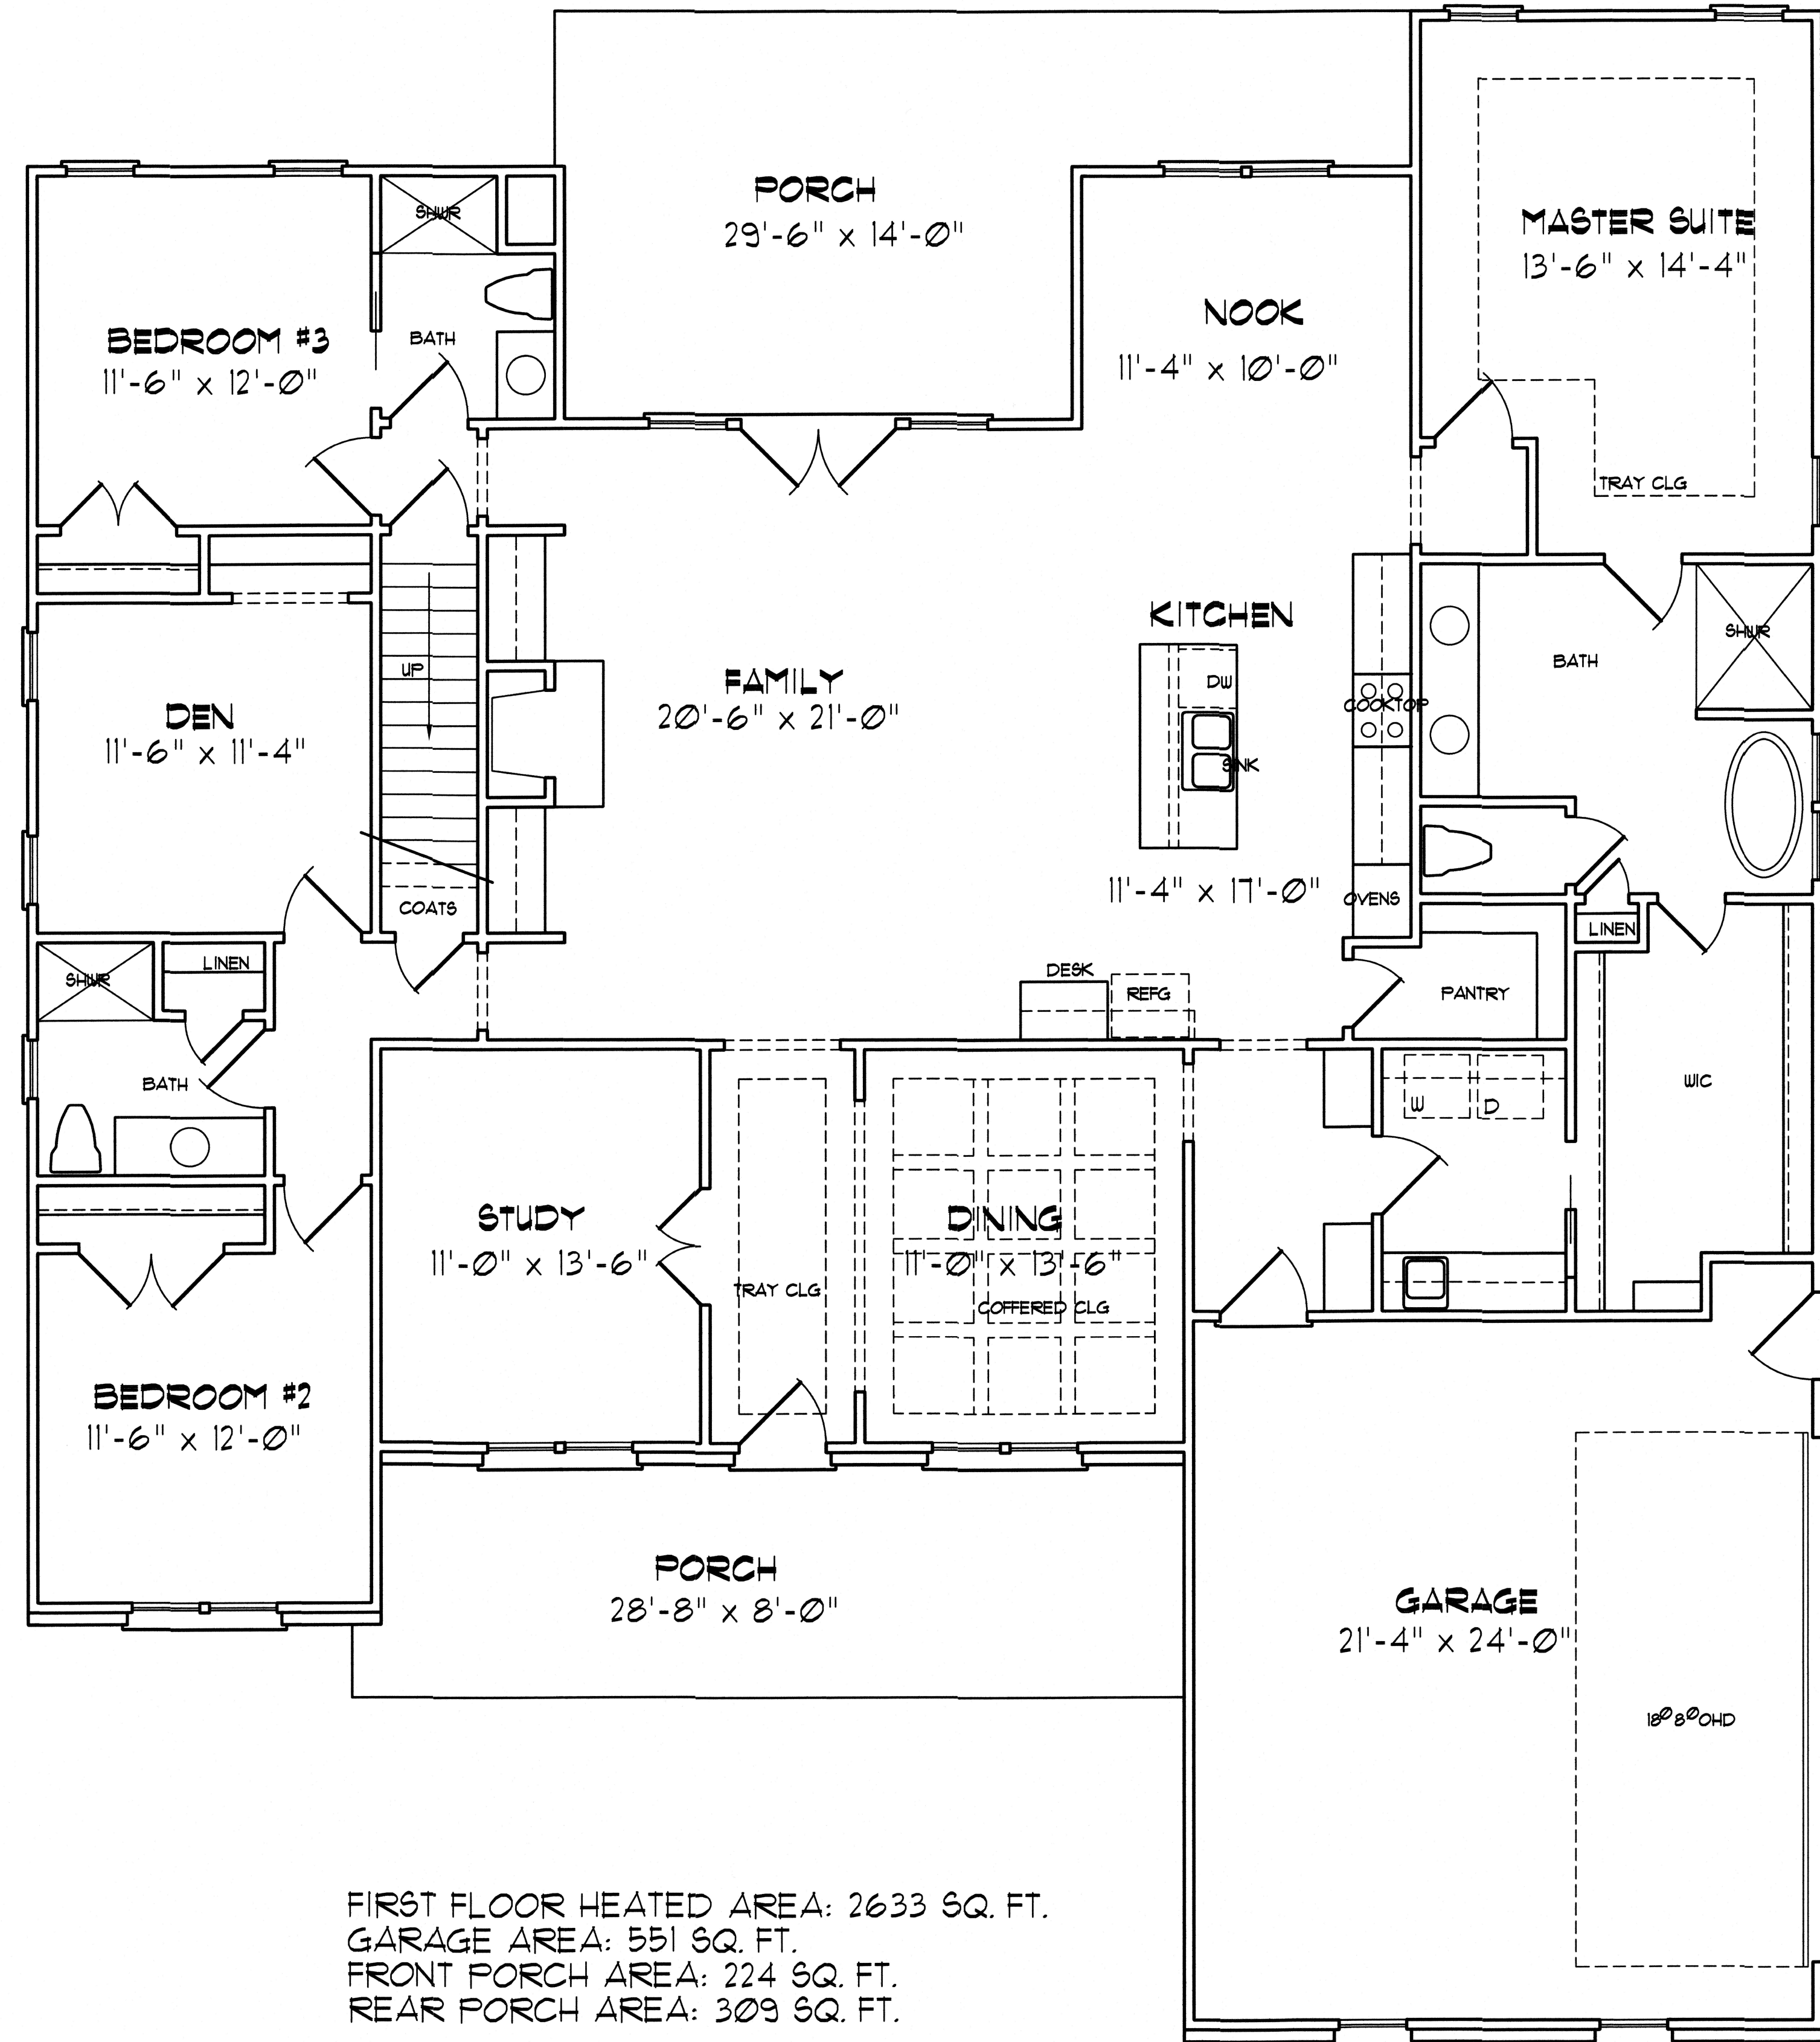 PORCH
29'-6" x 14'-0"
MASTER SUITE
13'-6" x 14'-4"
TRAY CLG
SHWR
BATH
BEDROOM #3
11'-6" x 12'-0"
NOOK
11'-4" x 10'-0"
KITCHEN
DW
SINK
COOKTOP
11'-4" x 17'-0"
OVENS
BATH
SHWR
UP
FAMILY
20'-6" x 21'-0"
DEN
11'-6" x 11'-4"
COATS
LINEN
SHWR
LINEN
DESK
REFG
PANTRY
BATH
W
D
WIC
STUDY
11'-0" x 13'-6"
TRAY CLG
DINING
11'-0" x 13'-6"
COFFERED CLG
BEDROOM #2
11'-6" x 12'-0"
PORCH
28'-8" x 8'-0"
GARAGE
21'-4" x 24'-0"
18⁰8⁰OHD
FIRST FLOOR HEATED AREA: 2633 SQ. FT.
GARAGE AREA: 551 SQ. FT.
FRONT PORCH AREA: 224 SQ. FT.
REAR PORCH AREA: 309 SQ. FT.